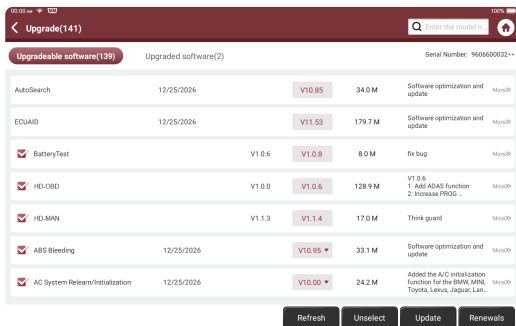 00:00 AM
100%
Upgrade(141)
Enter the model n...
Upgradeable software(139)
Upgraded software(2)
Serial Number: 9606600032··
AutoSearch 12/25/2026 V10.85 34.0 M Software optimization and
update
More
ECUAID 12/25/2026 V11.53 179.7 M Software optimization and
update
More
BatteryTest V1.0.6 V1.0.8 8.0 M fix bug More
HD-OBD V1.0.0 V1.0.6 128.9 M V1.0.6
1: Add ADAS function
2: Increase PROG ...
More
HD-MAN V1.1.3 V1.1.4 17.0 M Think guard More
ABS Bleeding 12/25/2026 V10.95 33.1 M Software optimization and
update
More
AC System Relearn/Initialization 12/25/2026 V10.00 24.2 M Added the A/C initialization
function for the BMW, MINI,
Toyota, Lexus, Jaguar, Lan...
More
Refresh
Unselect
Update
Renewals